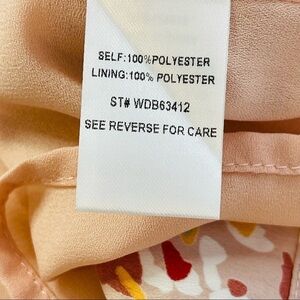 SELF:100%POLYESTER
LINING:100% POLYESTER
ST# WDB63412
SEE REVERSE FOR CARE